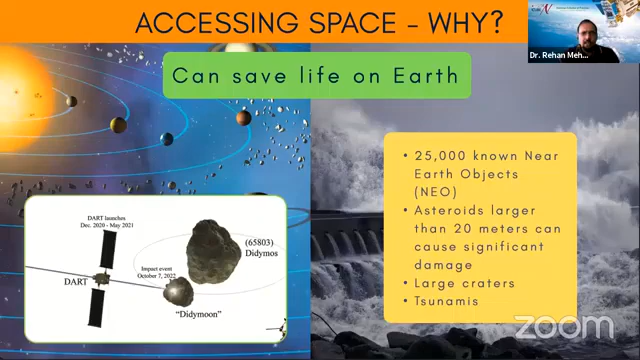 ACCESSING SPACE - WHY?
Can save life on Earth
Dr. Rehan Meh...
DART launches
Dec. 2020 - May 2021
(65803)
Didymos
Impact event
October 7, 2022
DART
"Didymoon"
• 25,000 known Near
Earth Objects
(NEO)
• Asteroids larger
than 20 meters can
cause significant
damage
• Large craters
• Tsunamis
zoom